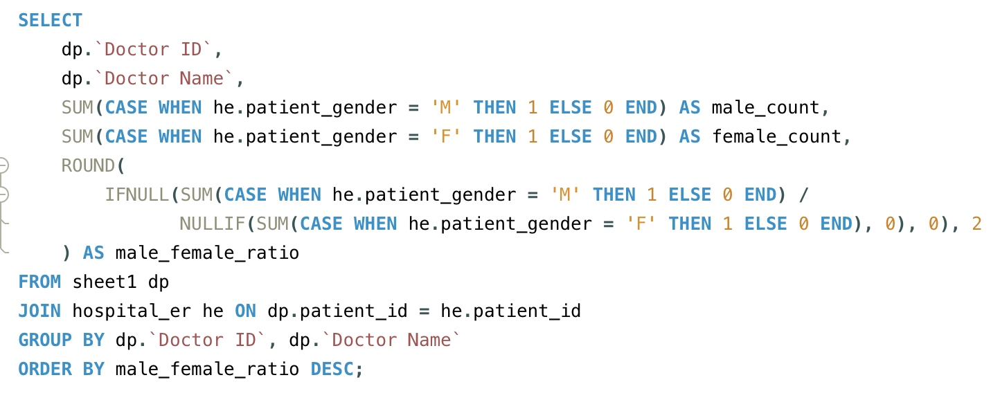 SELECT
    dp.`Doctor ID`,
    dp.`Doctor Name`,
    SUM(CASE WHEN he.patient_gender = 'M' THEN 1 ELSE 0 END) AS male_count,
    SUM(CASE WHEN he.patient_gender = 'F' THEN 1 ELSE 0 END) AS female_count,
    ROUND(
        IFNULL(SUM(CASE WHEN he.patient_gender = 'M' THEN 1 ELSE 0 END) /
               NULLIF(SUM(CASE WHEN he.patient_gender = 'F' THEN 1 ELSE 0 END), 0), 0), 2
    ) AS male_female_ratio
FROM sheet1 dp
JOIN hospital_er he ON dp.patient_id = he.patient_id
GROUP BY dp.`Doctor ID`, dp.`Doctor Name`
ORDER BY male_female_ratio DESC;